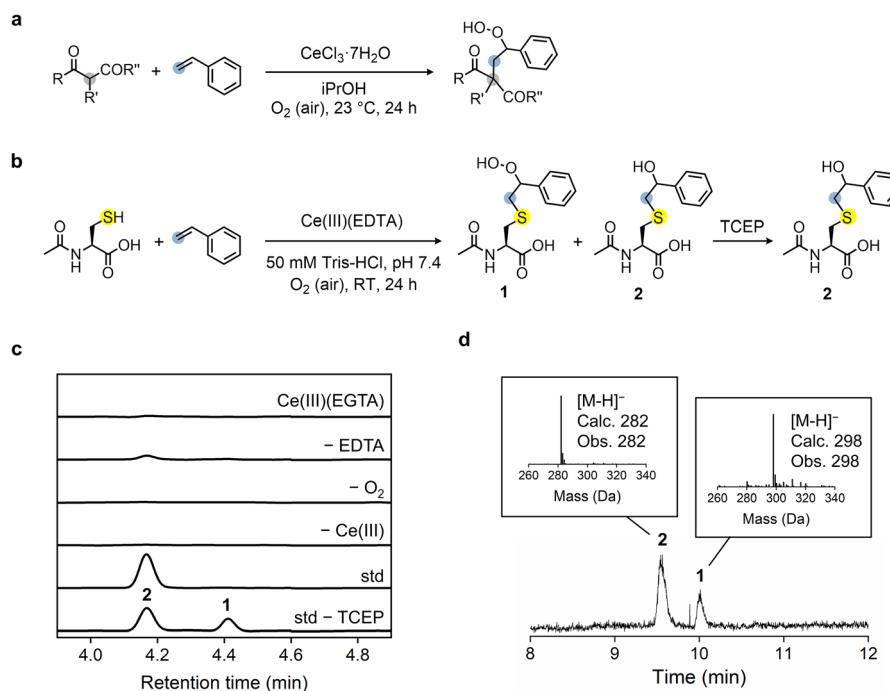 a
O
COR"
R
R'
+
CeCl₃·7H₂O
iPrOH
O₂ (air), 23 °C, 24 h
HO
O
O
R
R'
COR"
b
SH
O
N
H
OH
O
+
Ce(III)(EDTA)
50 mM Tris-HCl, pH 7.4
O₂ (air), RT, 24 h
HO
O
S
O
N
H
OH
O
1
+
HO
S
O
N
H
OH
O
2
TCEP
HO
S
O
N
H
OH
O
2
c
Ce(III)(EGTA)
− EDTA
− O₂
− Ce(III)
std
2
1
std − TCEP
4.0 4.2 4.4 4.6 4.8
Retention time (min)
d
[M-H]⁻
Calc. 282
Obs. 282
260 280 300 320 340
Mass (Da)
[M-H]⁻
Calc. 298
Obs. 298
260 280 300 320 340
Mass (Da)
2
1
8 9 10 11 12
Time (min)